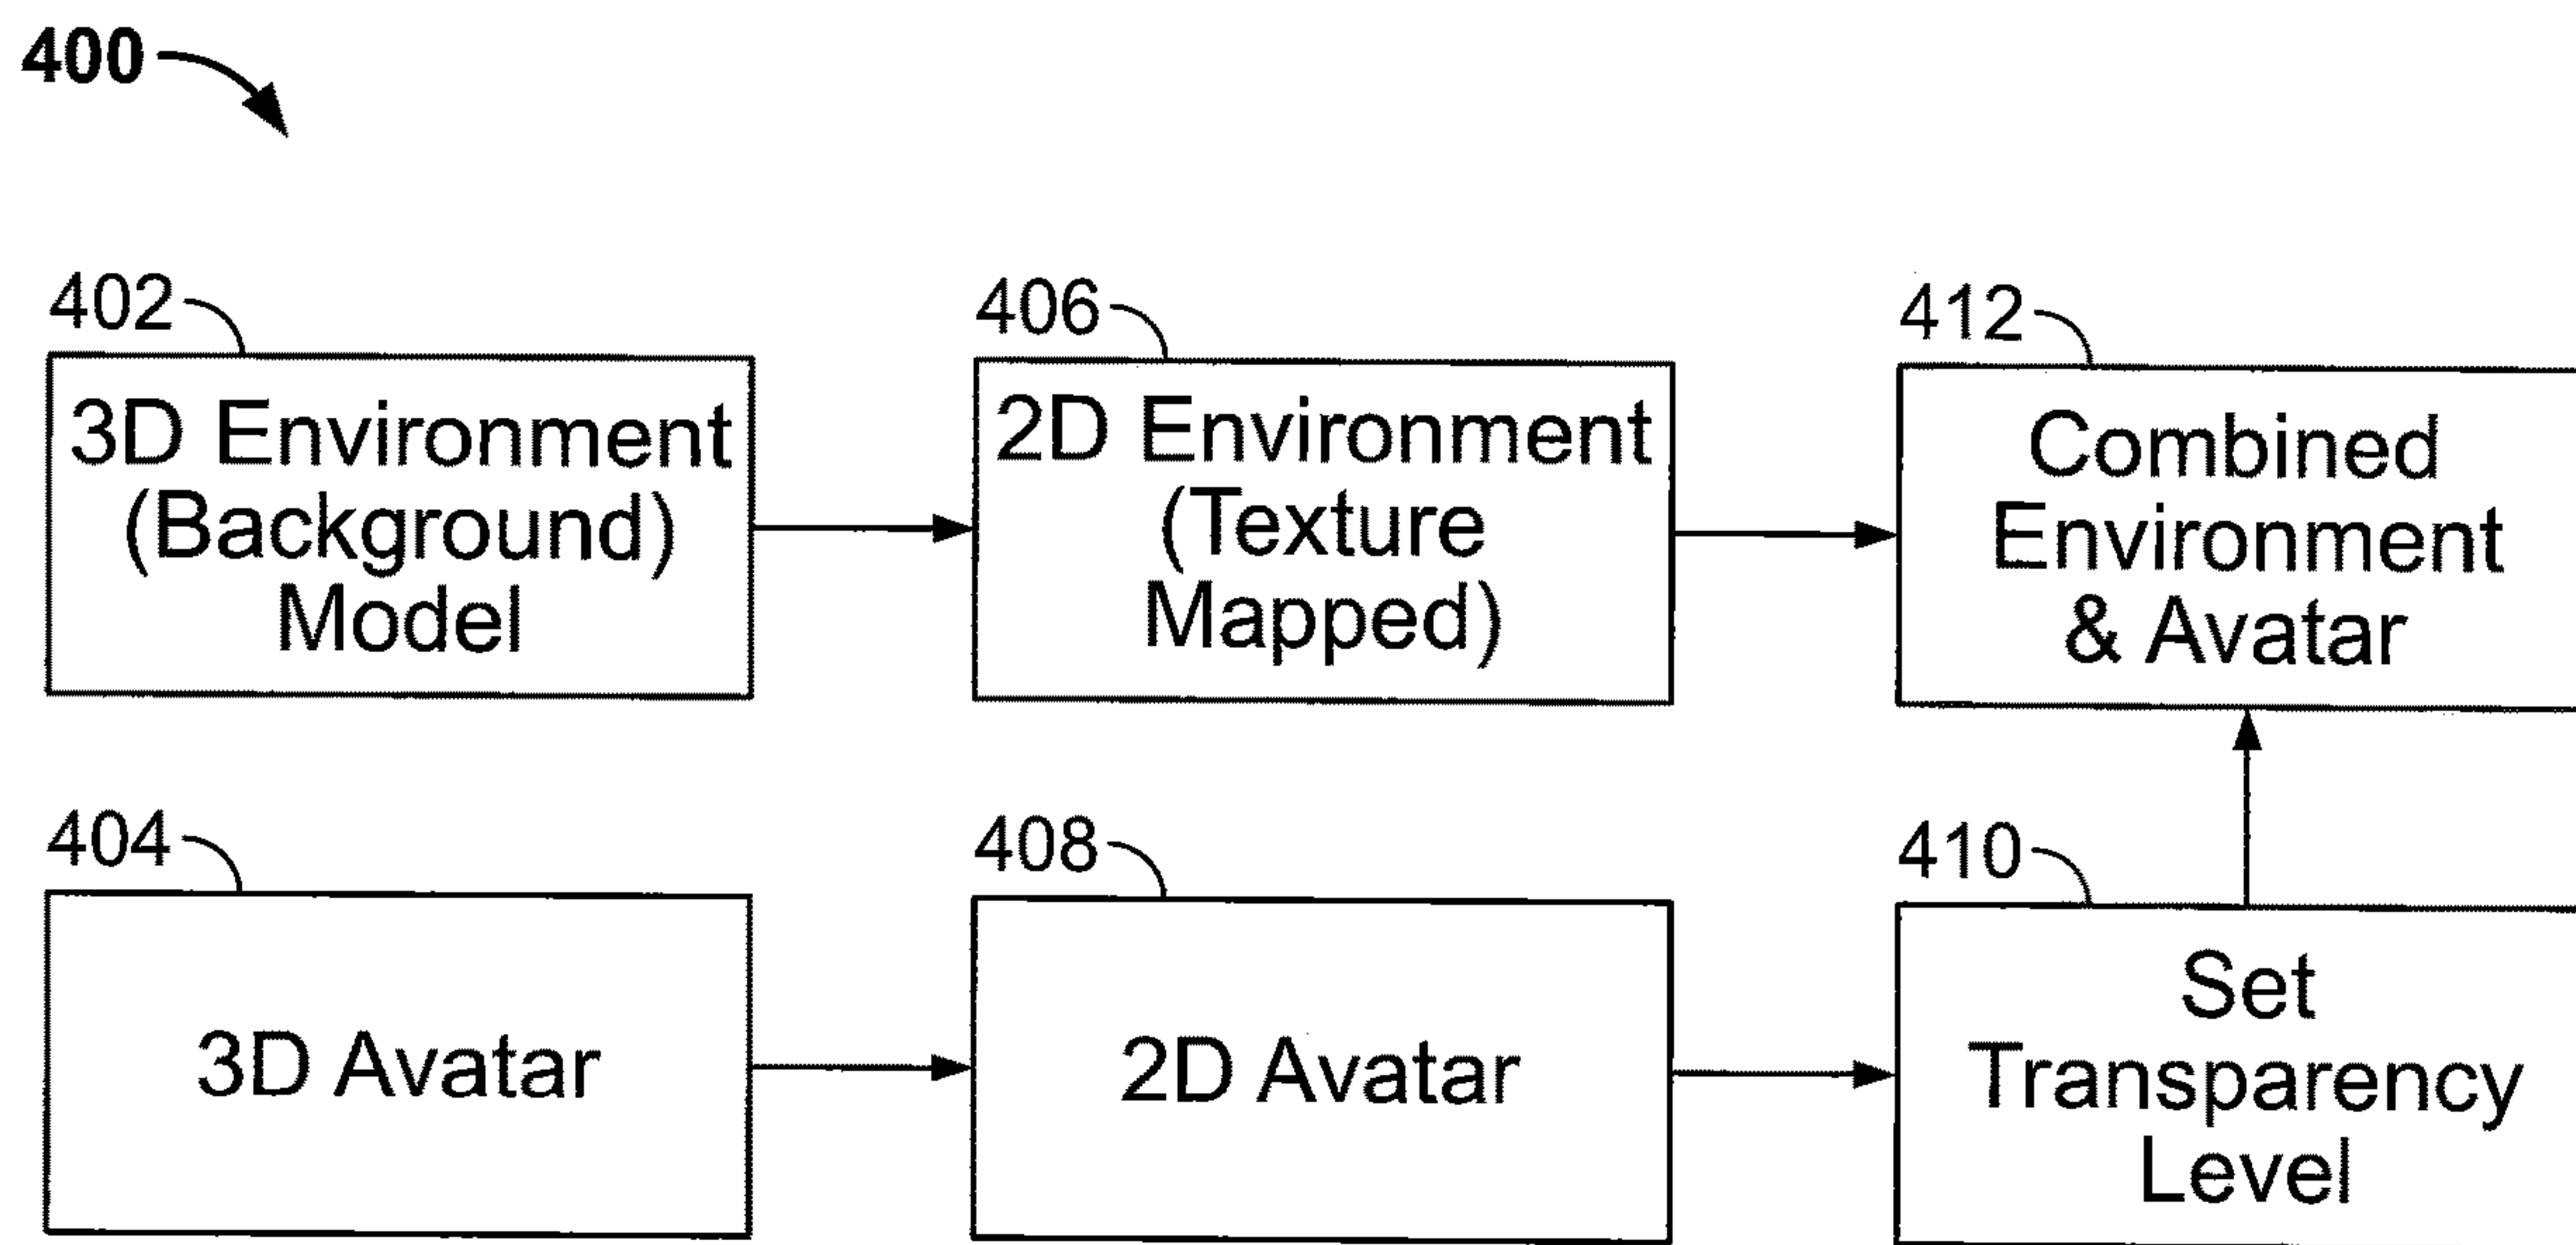 400
402
3D Environment
(Background)
Model
406
2D Environment
(Texture
Mapped)
412
Combined
Environment
& Avatar
404
3D Avatar
408
2D Avatar
410
Set
Transparency
Level